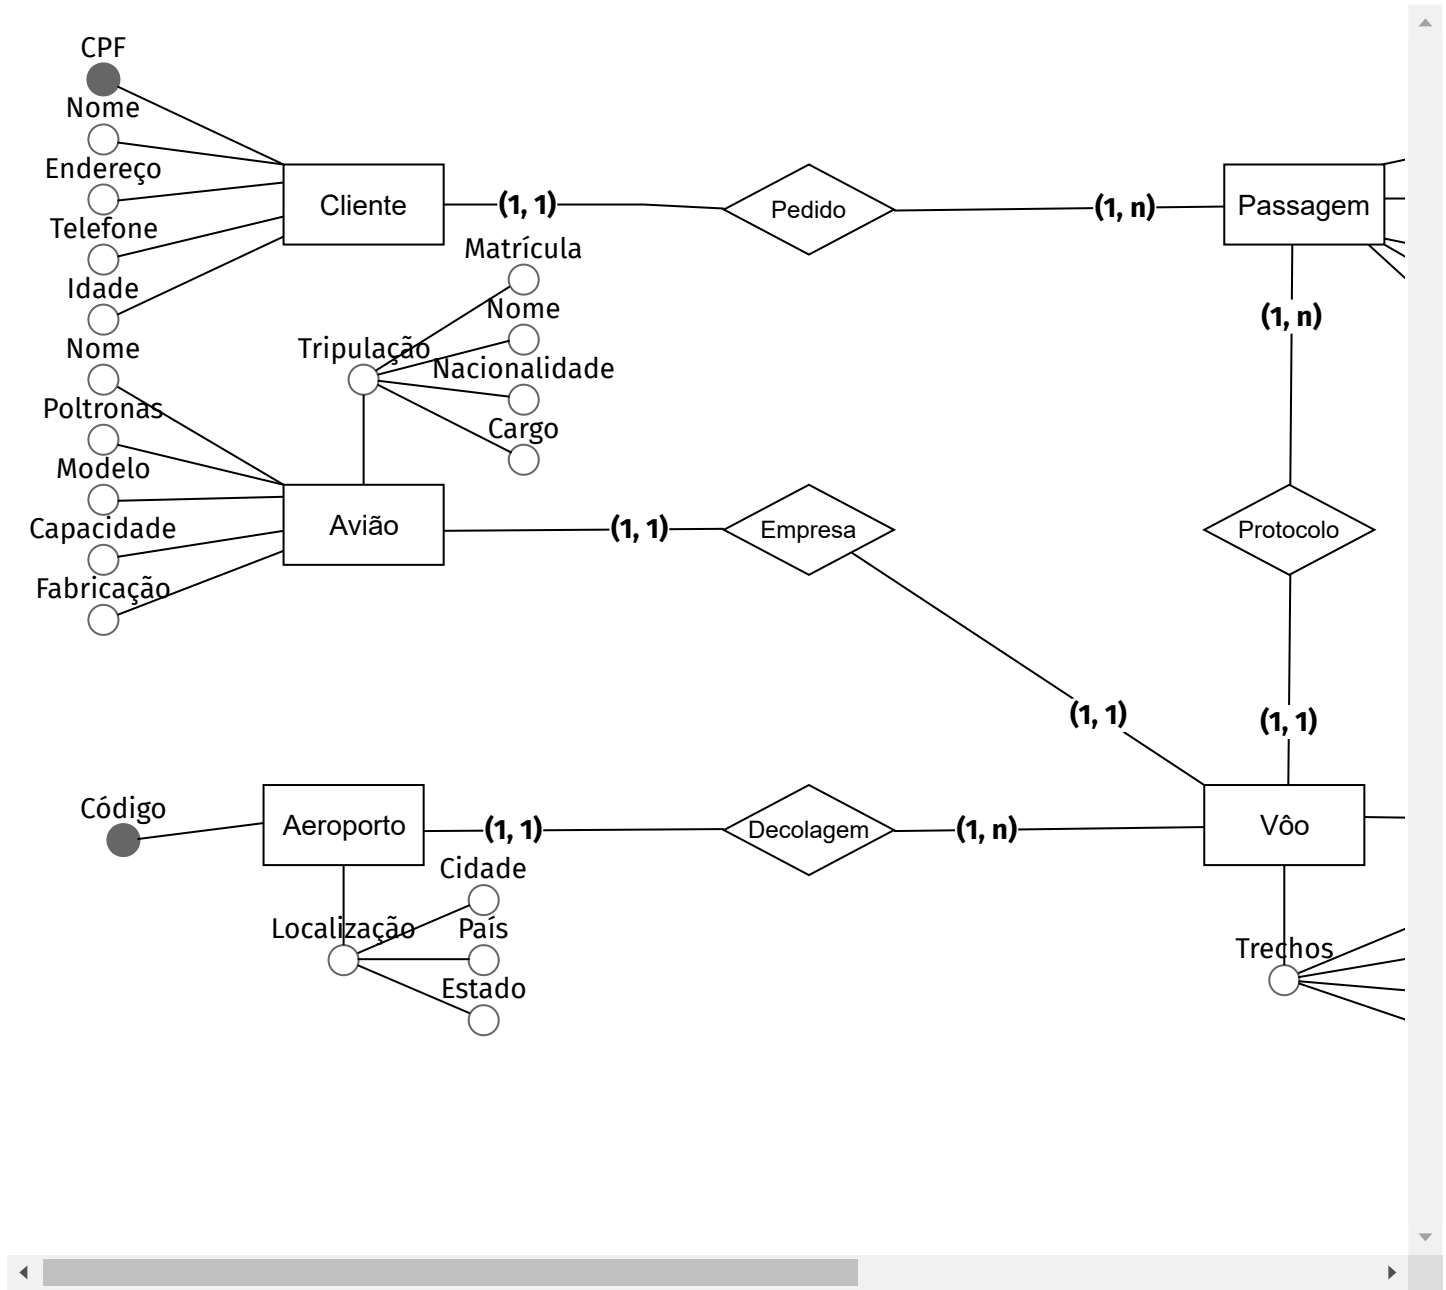 CPF
Nome
Endereço
Telefone
Idade
Cliente
(1, 1)
Pedido
(1, n)
Passagem
Matrícula
Nome
Nacionalidade
Cargo
Tripulação
Nome
Poltronas
Modelo
Capacidade
Fabricação
Avião
(1, 1)
Empresa
(1, 1)
(1, n)
Protocolo
(1, 1)
Código
Aeroporto
(1, 1)
Decolagem
(1, n)
Vôo
Localização
Cidade
País
Estado
Trechos